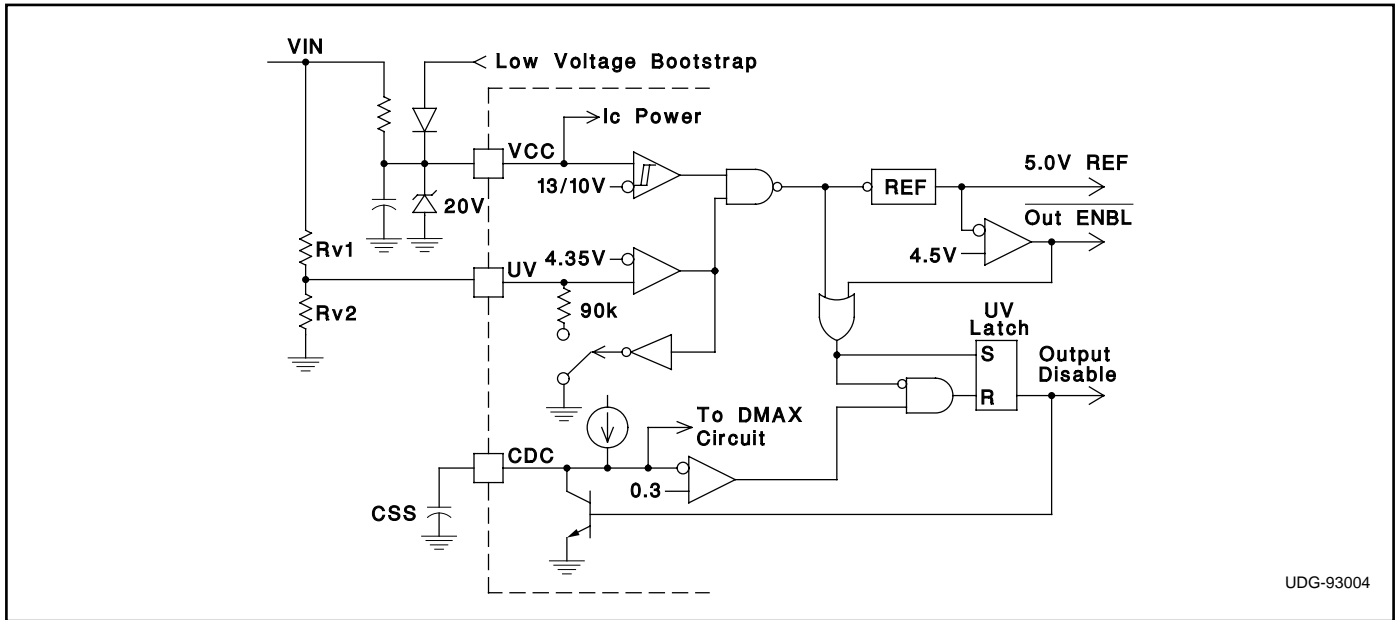 VIN
Low Voltage Bootstrap
Ic Power
VCC
13/10V
20V
REF
5.0V REF
Out ENBL
4.5V
Rv1
UV
4.35V
90k
Rv2
UV
Latch
S
R
Output
Disable
To DMAX
Circuit
CDC
0.3
CSS
UDG-93004